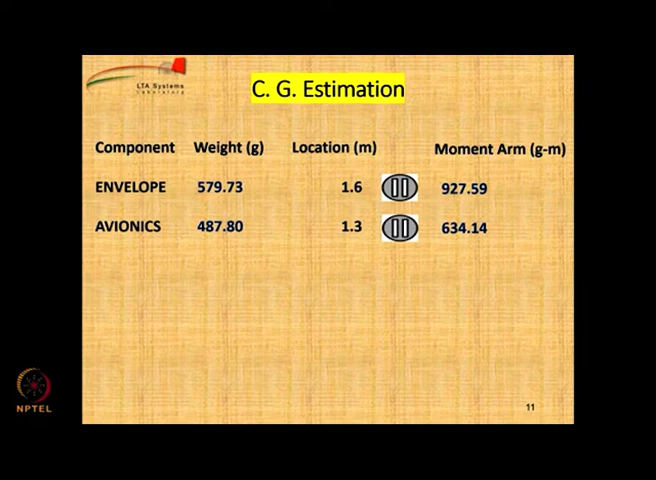 LTA Systems
Laboratory
C. G. Estimation
Component Weight (g) Location (m) Moment Arm (g-m)
ENVELOPE 579.73 1.6 927.59
AVIONICS 487.80 1.3 634.14
NPTEL
11